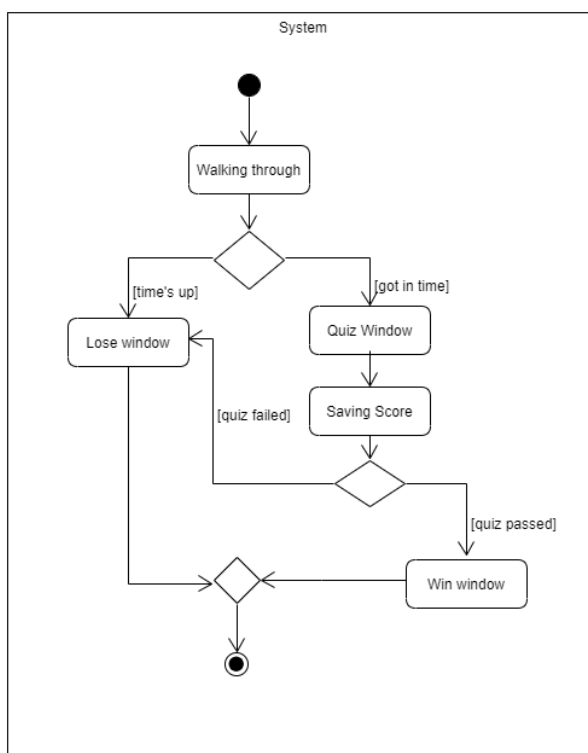 System
Walking through
[time's up]
[got in time]
Lose window
Quiz Window
Saving Score
[quiz failed]
[quiz passed]
Win window